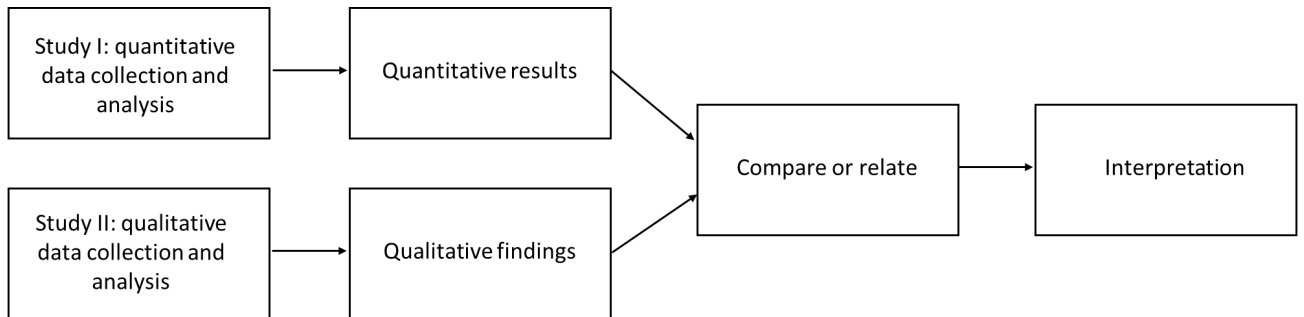 Study I: quantitative
data collection and
analysis
Quantitative results
Compare or relate
Interpretation
Study II: qualitative
data collection and
analysis
Qualitative findings